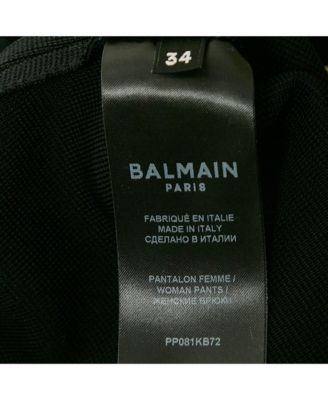 34
BALMAIN
PARIS
FABRIQUÉ EN ITALIE
MADE IN ITALY
СДЕЛАНО В ИТАЛИИ
PANTALON FEMME /
WOMAN PANTS /
ЖЕНСКИЕ БРЮКИ
PP081KB72